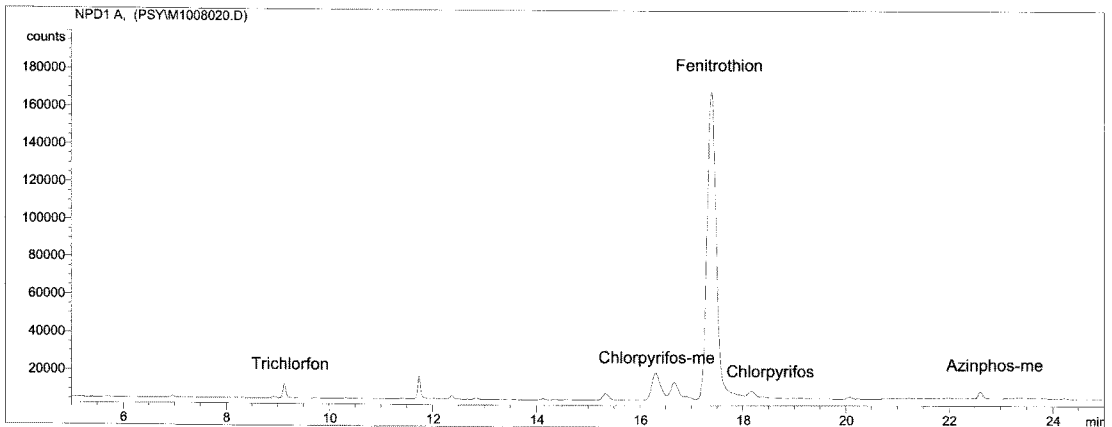 NPD1 A, (PSY\M1008020.D)
counts
180000
160000
140000
120000
100000
80000
60000
40000
20000
Fenitrothion
Trichlorfon
Chlorpyrifos-me
Chlorpyrifos
Azinphos-me
6 8 10 12 14 16 18 20 22 24 min